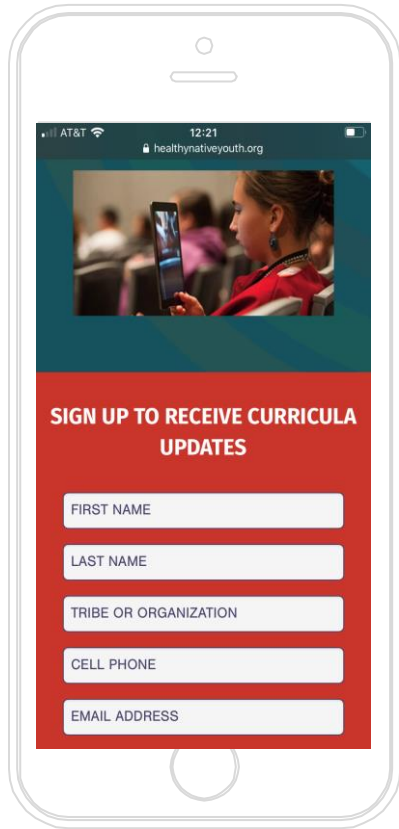 AT&T 12:21
healthynativeyouth.org
SIGN UP TO RECEIVE CURRICULA
UPDATES
FIRST NAME
LAST NAME
TRIBE OR ORGANIZATION
CELL PHONE
EMAIL ADDRESS